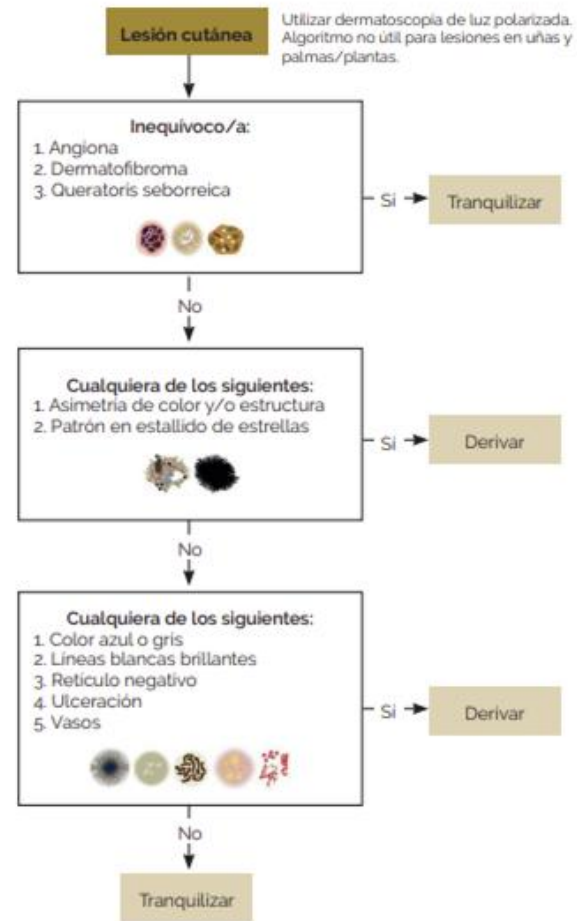 Lesión cutánea
Utilizar dermatoscopia de luz polarizada.
Algoritmo no útil para lesiones en uñas y
palmas/plantas.
Inequívoco/a:
1. Angiona
2. Dermatofibroma
3. Queratoris seborreica
Si
Tranquilizar
No
Cualquiera de los siguientes:
1. Asimetria de color y/o estructura
2. Patrón en estallido de estrellas
Si
Derivar
No
Cualquiera de los siguientes:
1. Color azul o gris
2. Líneas blancas brillantes
3. Retículo negativo
4. Ulceración
5. Vasos
Si
Derivar
No
Tranquilizar